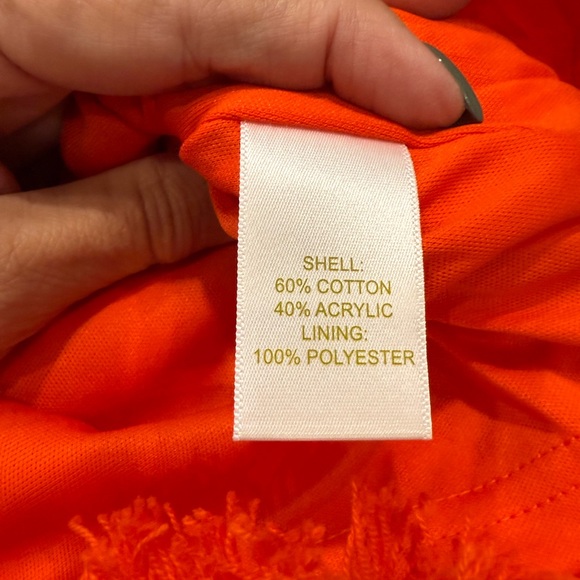 SHELL:
60% COTTON
40% ACRYLIC
LINING:
100% POLYESTER